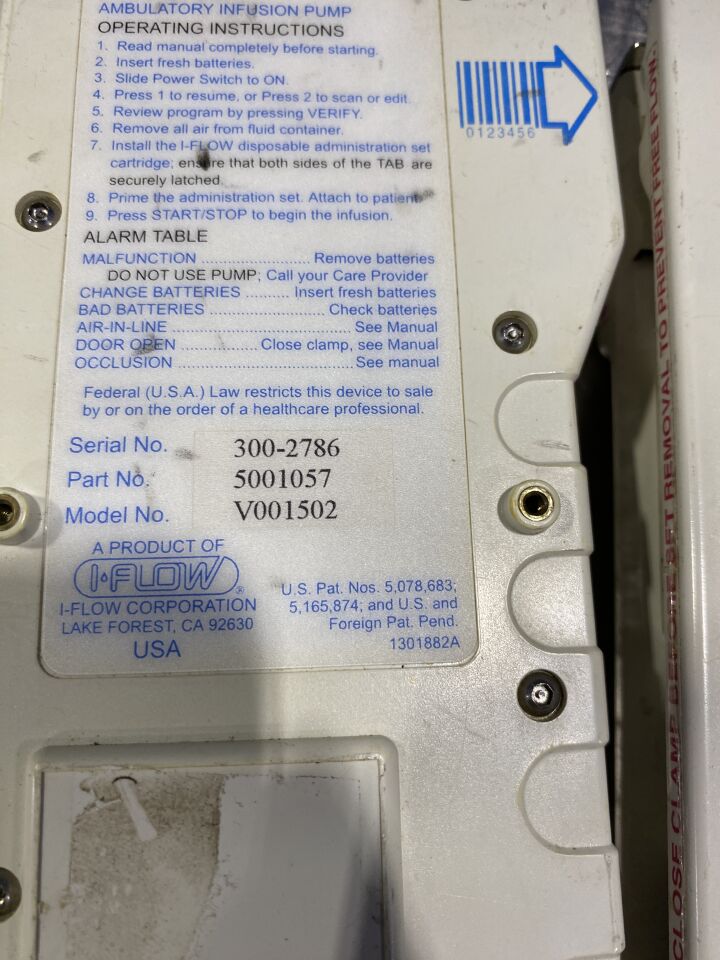 AMBULATORY INFUSION PUMP
OPERATING INSTRUCTIONS
1. Read manual completely before starting.
2. Insert fresh batteries.
3. Slide Power Switch to ON.
4. Press 1 to resume, or Press 2 to scan or edit.
5. Review program by pressing VERIFY.
6. Remove all air from fluid container.
7. Install the I-FLOW disposable administration set
cartridge; ensure that both sides of the TAB are
securely latched.
8. Prime the administration set. Attach to patient.
9. Press START/STOP to begin the infusion.
ALARM TABLE
MALFUNCTION ........................ Remove batteries
DO NOT USE PUMP; Call your Care Provider
CHANGE BATTERIES .......... Insert fresh batteries
BAD BATTERIES .......................... Check batteries
AIR-IN-LINE ........................................ See Manual
DOOR OPEN ................. Close clamp, see Manual
OCCLUSION ....................................... See manual
Federal (U.S.A.) Law restricts this device to sale
by or on the order of a healthcare professional.
Serial No. 300-2786
Part No. 5001057
Model No. V001502
A PRODUCT OF
I-FLOW®
I-FLOW CORPORATION
LAKE FOREST, CA 92630
USA
U.S. Pat. Nos. 5,078,683;
5,165,874; and U.S. and
Foreign Pat. Pend.
1301882A
0123456
CLOSE CLAMP BEFORE SET REMOVAL TO PREVENT FREE FLOW.